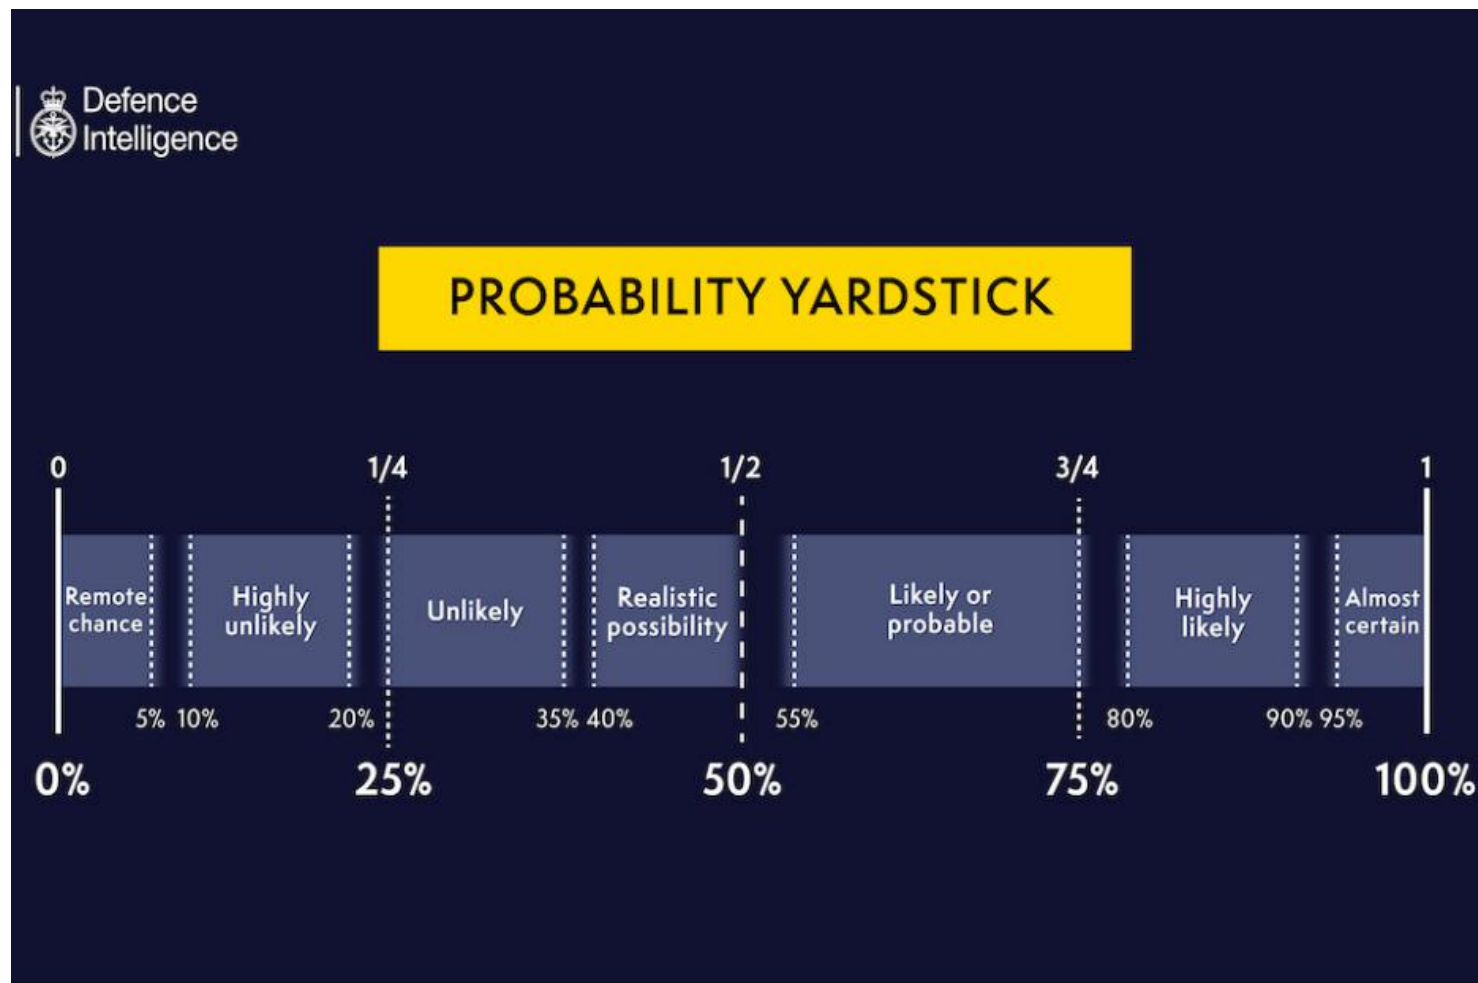 Defence
Intelligence
PROBABILITY YARDSTICK
0 1/4 1/2 3/4 1
Remote
chance
Highly
unlikely
Unlikely
Realistic
possibility
Likely or
probable
Highly
likely
Almost
certain
5% 10% 20% 35% 40% 55% 80% 90% 95%
0% 25% 50% 75% 100%